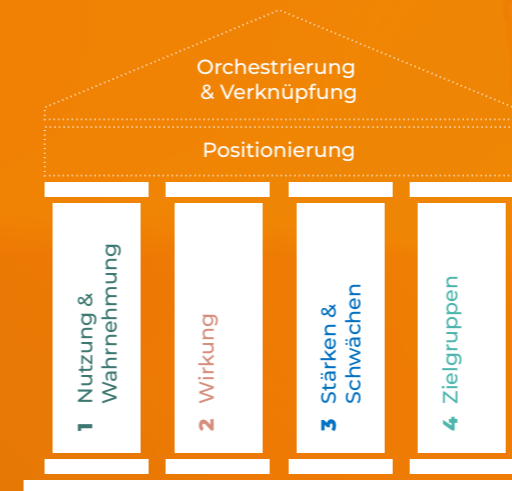 Orchestrierung
& Verknüpfung
Positionierung
1 Nutzung &
Wahrnehmung
2 Wirkung
3 Stärken &
Schwächen
4 Zielgruppen